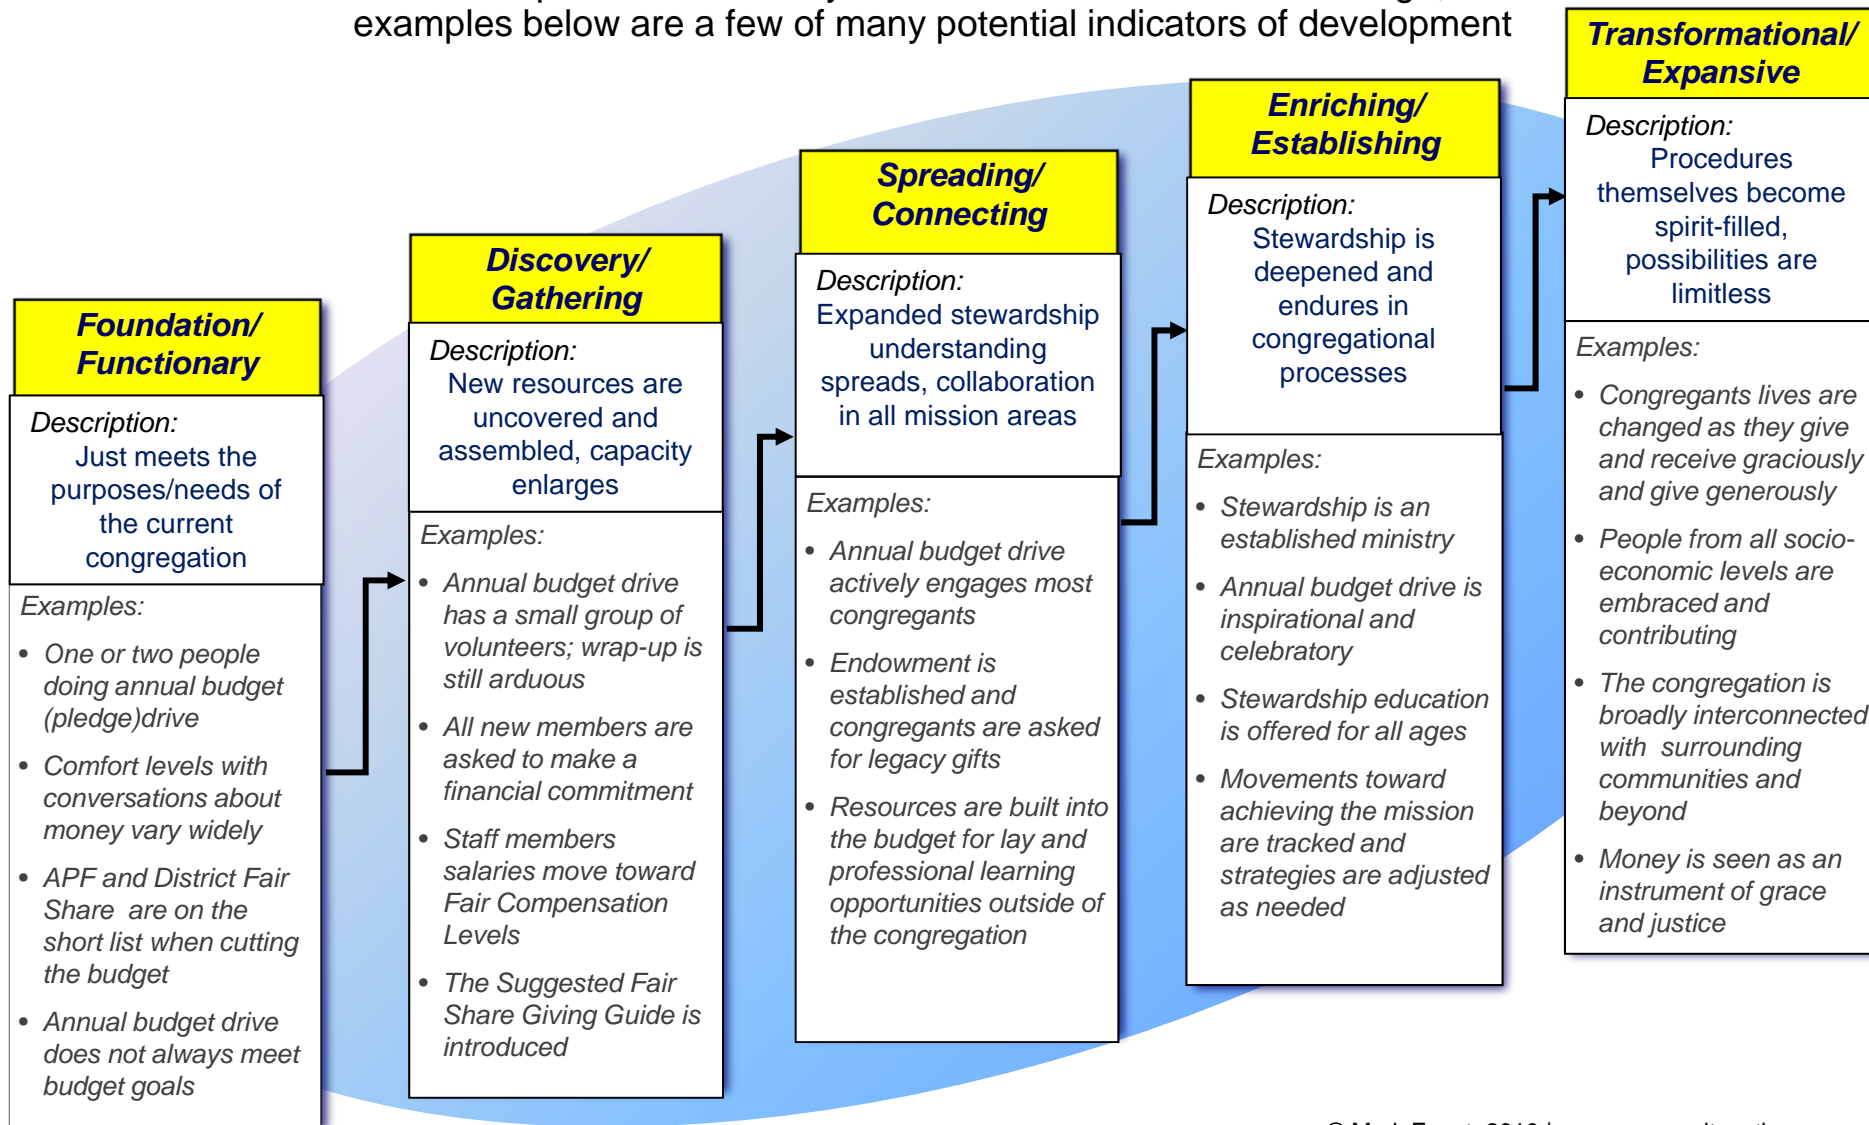 examples below are a few of many potential indicators of development
Foundation/
Functionary
Description:
Just meets the
purposes/needs of
the current
congregation
Examples:
• One or two people
doing annual budget
(pledge)drive
• Comfort levels with
conversations about
money vary widely
• APF and District Fair
Share are on the
short list when cutting
the budget
• Annual budget drive
does not always meet
budget goals
Discovery/
Gathering
Description:
New resources are
uncovered and
assembled, capacity
enlarges
Examples:
• Annual budget drive
has a small group of
volunteers; wrap-up is
still arduous
• All new members are
asked to make a
financial commitment
• Staff members
salaries move toward
Fair Compensation
Levels
• The Suggested Fair
Share Giving Guide is
introduced
Spreading/
Connecting
Description:
Expanded stewardship
understanding
spreads, collaboration
in all mission areas
Examples:
• Annual budget drive
actively engages most
congregants
• Endowment is
established and
congregants are asked
for legacy gifts
• Resources are built into
the budget for lay and
professional learning
opportunities outside of
the congregation
Enriching/
Establishing
Description:
Stewardship is
deepened and
endures in
congregational
processes
Examples:
• Stewardship is an
established ministry
• Annual budget drive is
inspirational and
celebratory
• Stewardship education
is offered for all ages
• Movements toward
achieving the mission
are tracked and
strategies are adjusted
as needed
Transformational/
Expansive
Description:
Procedures
themselves become
spirit-filled,
possibilities are
limitless
Examples:
• Congregants lives are
changed as they give
and receive graciously
and give generously
• People from all socio-
economic levels are
embraced and
contributing
• The congregation is
broadly interconnected
with surrounding
communities and
beyond
• Money is seen as an
instrument of grace
and justice